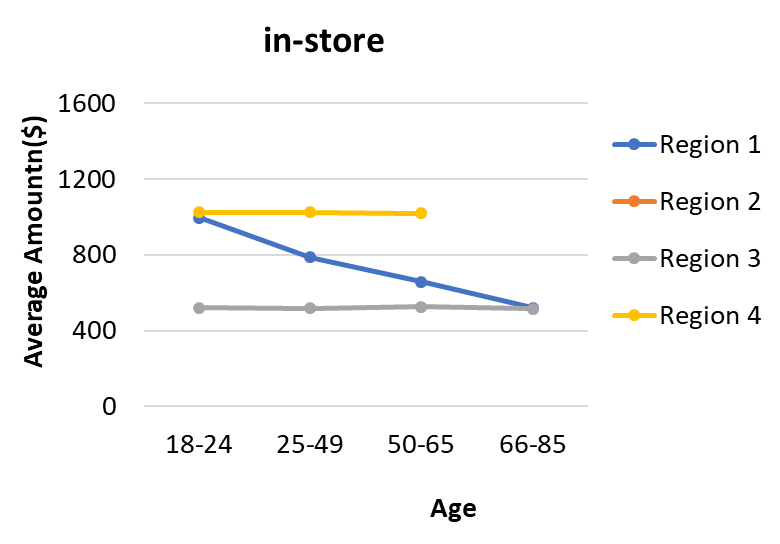 in-store
1600
1200
800
400
0
Average Amountn($)
18-24 25-49 50-65 66-85
Age
Region 1
Region 2
Region 3
Region 4